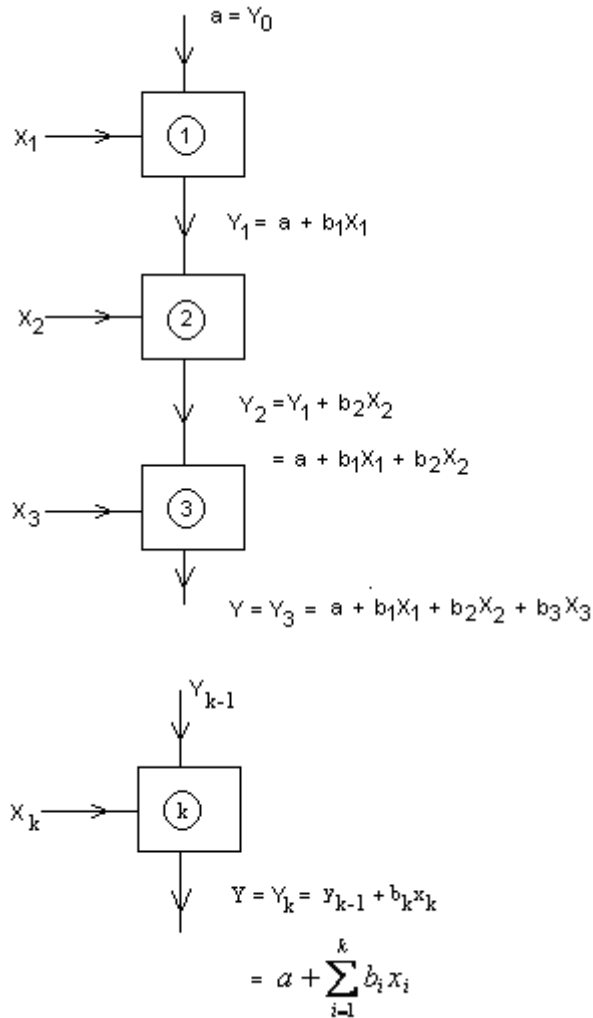 a = Y₀
X₁
1
Y₁ = a + b₁X₁
X₂
2
Y₂ = Y₁ + b₂X₂
= a + b₁X₁ + b₂X₂
X₃
3
Y = Y₃ = a + b₁X₁ + b₂X₂ + b₃X₃
Yₖ₋₁
Xₖ
k
Y = Yₖ = yₖ₋₁ + bₖxₖ
= a + ∑ᵢ₌₁ᵏ bᵢxᵢ